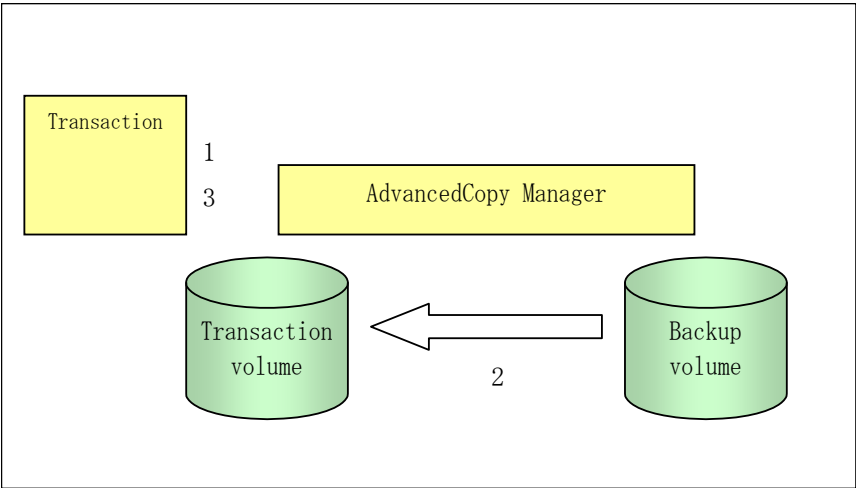 Transaction
1
3
AdvancedCopy Manager
Transaction
volume
2
Backup
volume